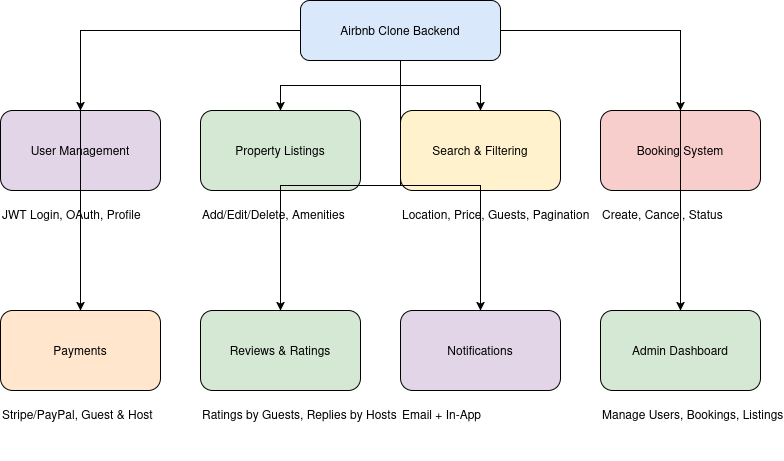 Airbnb Clone Backend
User Management
Property Listings
Search & Filtering
Booking System
JWT Login, OAuth, Profile
Add/Edit/Delete, Amenities
Location, Price, Guests, Pagination
Create, Cancel, Status
Payments
Reviews & Ratings
Notifications
Admin Dashboard
Stripe/PayPal, Guest & Host
Ratings by Guests, Replies by Hosts
Email + In-App
Manage Users, Bookings, Listings